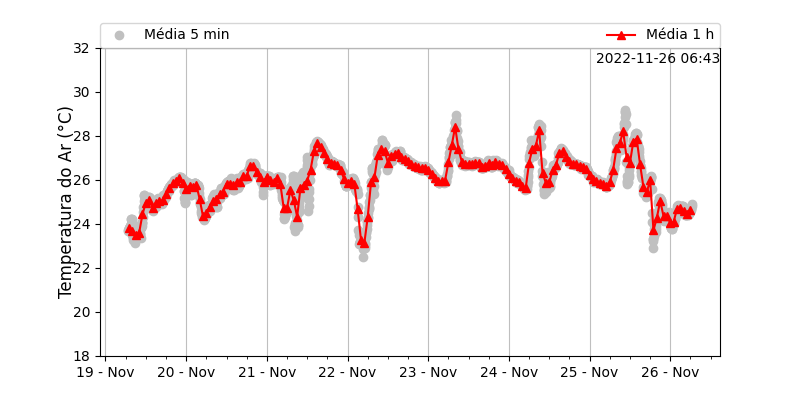 Média 5 min
Média 1 h
2022-11-26 06:43
Temperatura do Ar (°C)
32
30
28
26
24
22
20
18
19 - Nov
20 - Nov
21 - Nov
22 - Nov
23 - Nov
24 - Nov
25 - Nov
26 - Nov